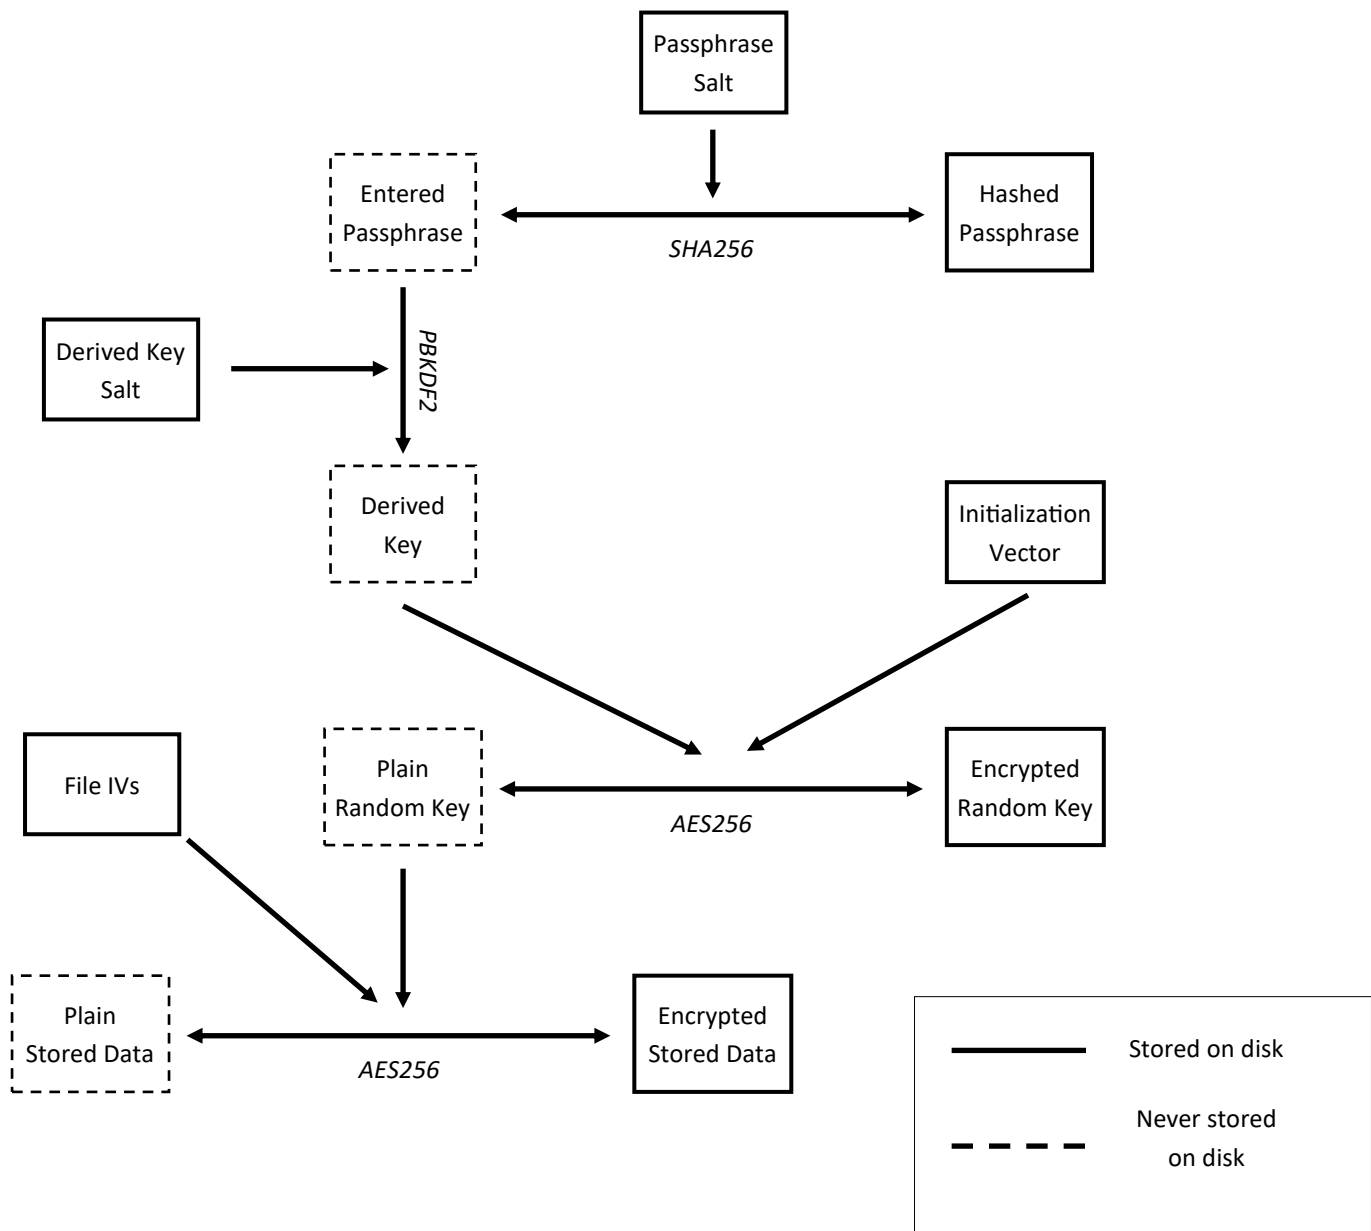 Passphrase
Salt
Entered
Passphrase
Hashed
Passphrase
SHA256
Derived Key
Salt
PBKDF2
Derived
Key
Initialization
Vector
File IVs
Plain
Random Key
Encrypted
Random Key
AES256
Plain
Stored Data
Encrypted
Stored Data
AES256
Stored on disk
Never stored
on disk